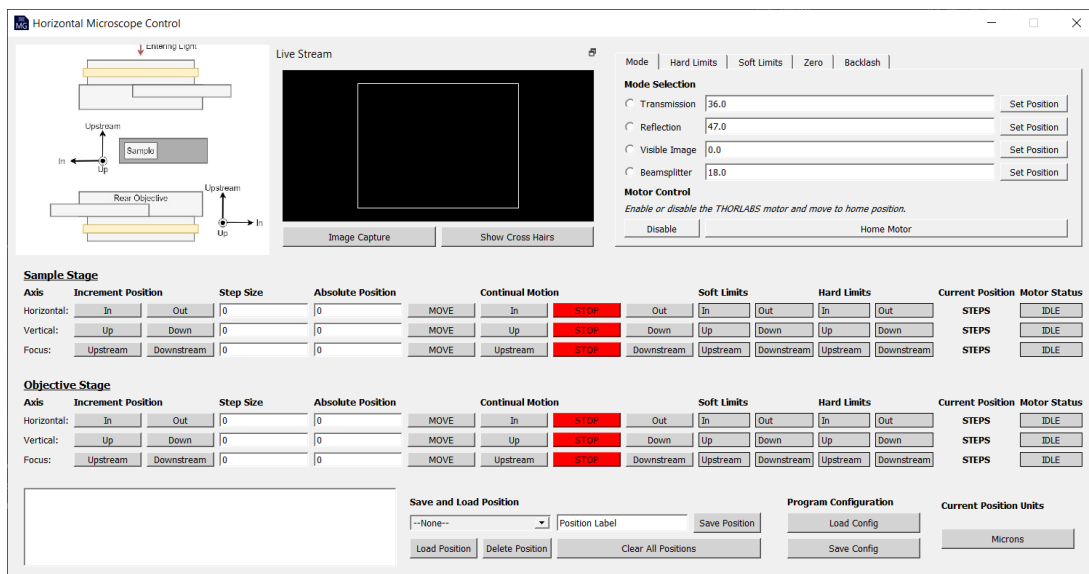 MG Horizontal Microscope Control
Entering Light
Upstream
In
Up
Sample
Rear Objective
Upstream
In
Up
Live Stream
Image Capture Show Cross Hairs
Mode Hard Limits Soft Limits Zero Backlash
Mode Selection
Transmission 36.0 Set Position
Reflection 47.0 Set Position
Visible Image 0.0 Set Position
Beamsplitter 18.0 Set Position
Motor Control
Enable or disable the THORLABS motor and move to home position.
Disable Home Motor
Sample Stage
Axis Increment Position Step Size Absolute Position Continual Motion Soft Limits Hard Limits Current Position Motor Status
Horizontal: In Out 0 0 MOVE In STOP Out In Out In Out STEPS IDLE
Vertical: Up Down 0 0 MOVE Up STOP Down Up Down Up Down STEPS IDLE
Focus: Upstream Downstream 0 0 MOVE Upstream STOP Downstream Upstream Downstream Upstream Downstream STEPS IDLE
Objective Stage
Axis Increment Position Step Size Absolute Position Continual Motion Soft Limits Hard Limits Current Position Motor Status
Horizontal: In Out 0 0 MOVE In STOP Out In Out In Out STEPS IDLE
Vertical: Up Down 0 0 MOVE Up STOP Down Up Down Up Down STEPS IDLE
Focus: Upstream Downstream 0 0 MOVE Upstream STOP Downstream Upstream Downstream Upstream Downstream STEPS IDLE
Save and Load Position
--None-- Position Label Save Position
Load Position Delete Position Clear All Positions
Program Configuration
Load Config
Save Config
Current Position Units
Microns